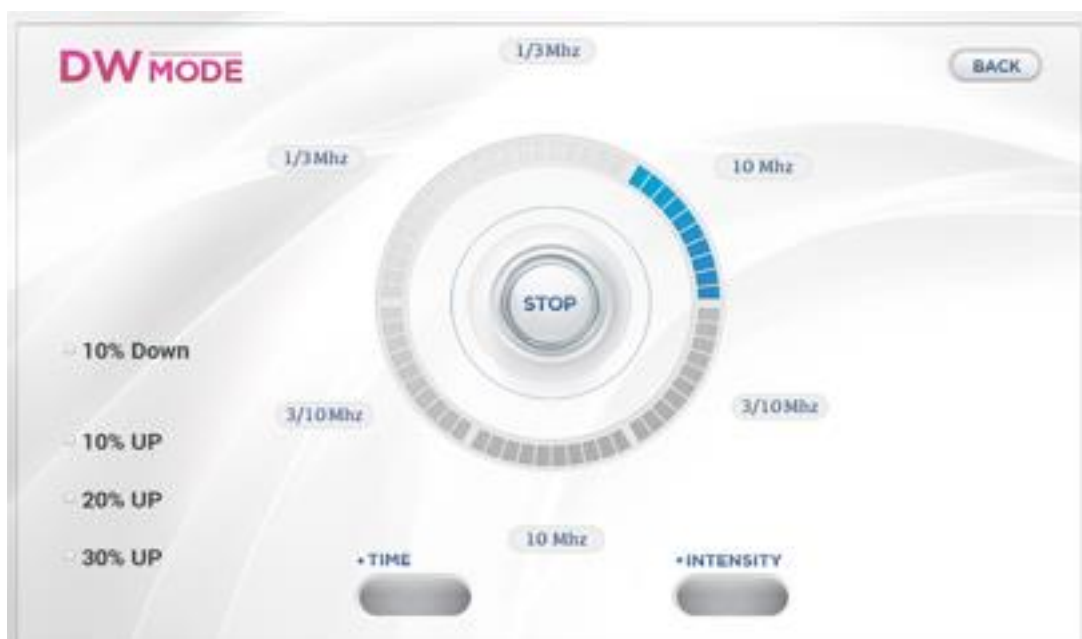 DW MODE
1/3Mhz
BACK
1/3Mhz
10 Mhz
STOP
10% Down
3/10Mhz
3/10Mhz
10% UP
20% UP
10 Mhz
30% UP
•TIME
•INTENSITY